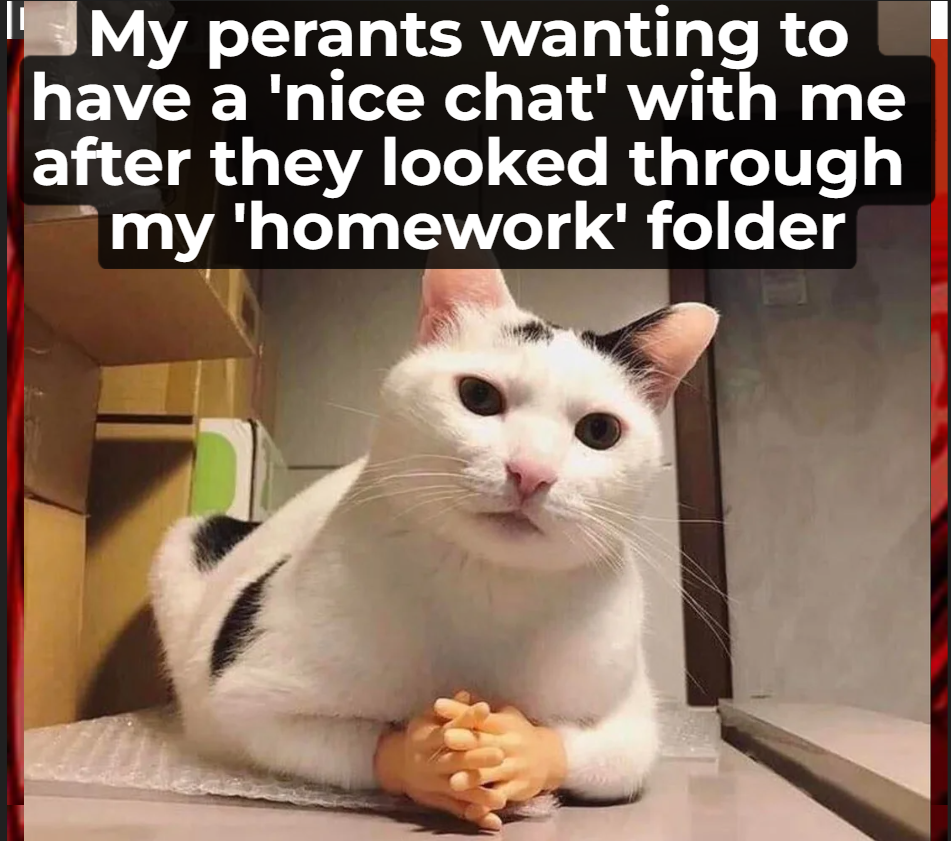 My perants wanting to
have a 'nice chat' with me
after they looked through
my 'homework' folder